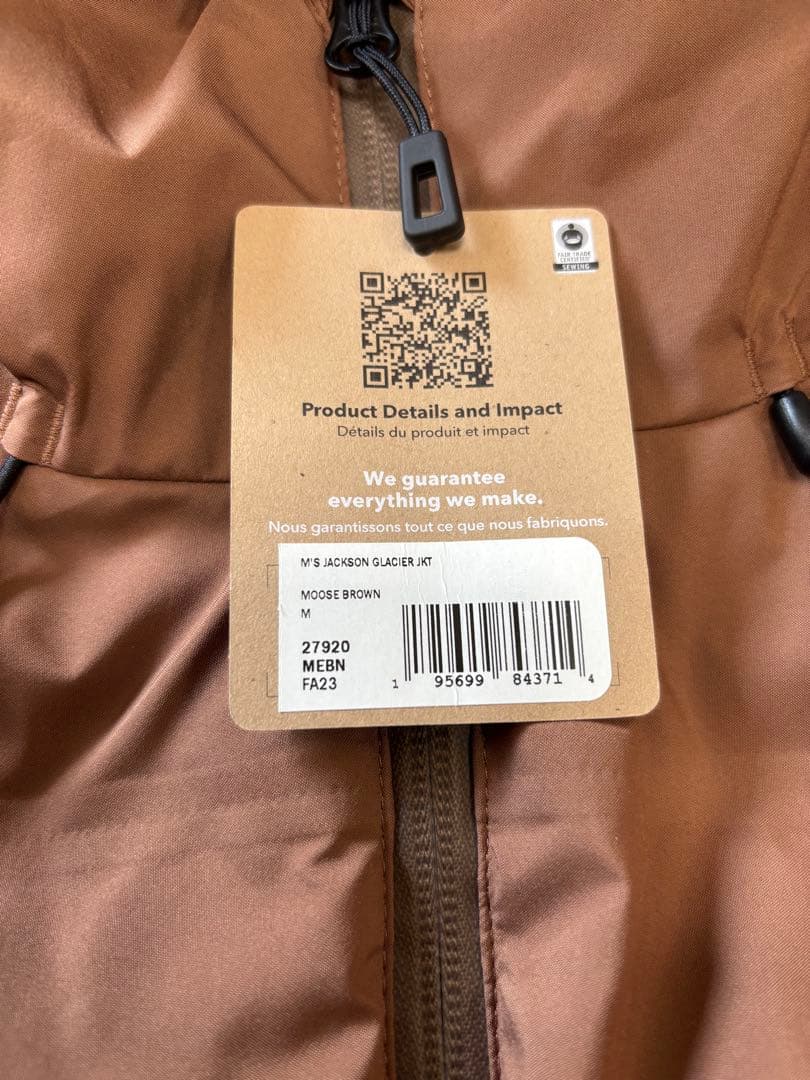 FAIR TRADE
CERTIFIED
SEWING
Product Details and Impact
Détails du produit et impact
We guarantee
everything we make.
Nous garantissons tout ce que nous fabriquons.
M'S JACKSON GLACIER JKT
MOOSE BROWN
M
27920
MEBN
FA23
1 95699 84371 4